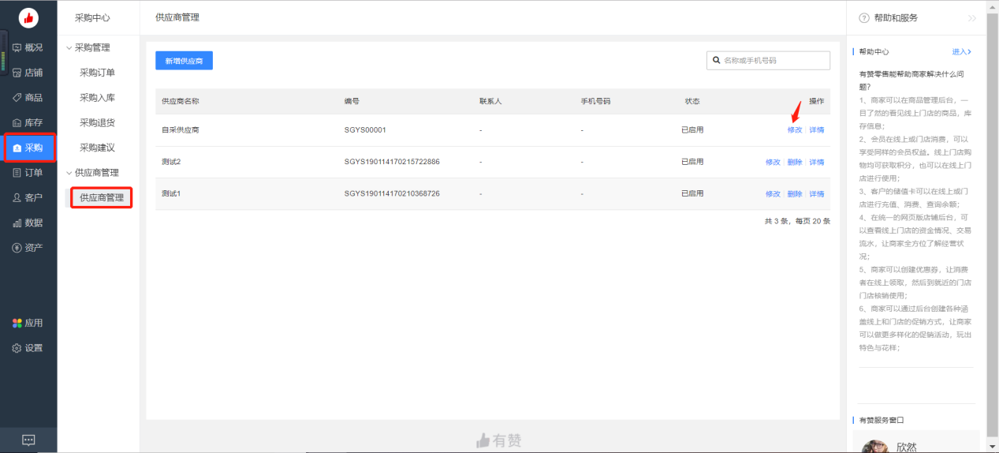 采购中心
供应商管理
帮助和服务
概况
店铺
商品
库存
采购
订单
客户
数据
资产
应用
设置
采购管理
采购订单
采购入库
采购退货
采购建议
供应商管理
供应商管理
新增供应商
名称或手机号码
供应商名称 编号 联系人 手机号码 状态 操作
自采供应商 SGYS00001 - - 已启用 修改 详情
测试2 SGYS190114170215722886 - - 已启用 修改 删除 详情
测试1 SGYS190114170210368726 - - 已启用 修改 删除 详情
共 3 条，每页 20 条
有赞
帮助中心 进入
有赞零售能帮助商家解决什么问
题?
1、商家可以在商品管理后台，一
目了然的看见线上门店的商品，库
存信息；
2、会员在线上或门店消费，可以
享受同样的会员权益。线上门店购
物均可获取积分，也可以在线上门
店进行使用；
3、客户的储值卡可以在线上或门
店进行充值、消费、查询余额；
4、在统一的网页版店铺后台，可
以查看线上门店的资金情况、交易
流水，让商家全方位了解经营状
况；
5、商家可以创建优惠券，让消费
者在线上领取，然后到就近的门店
门店核销使用；
6、商家可以通过后台创建各种涵
盖线上和门店的促销方式，让商家
可以做更多样化的促销活动，玩出
特色与花样；
有赞服务窗口
欣然